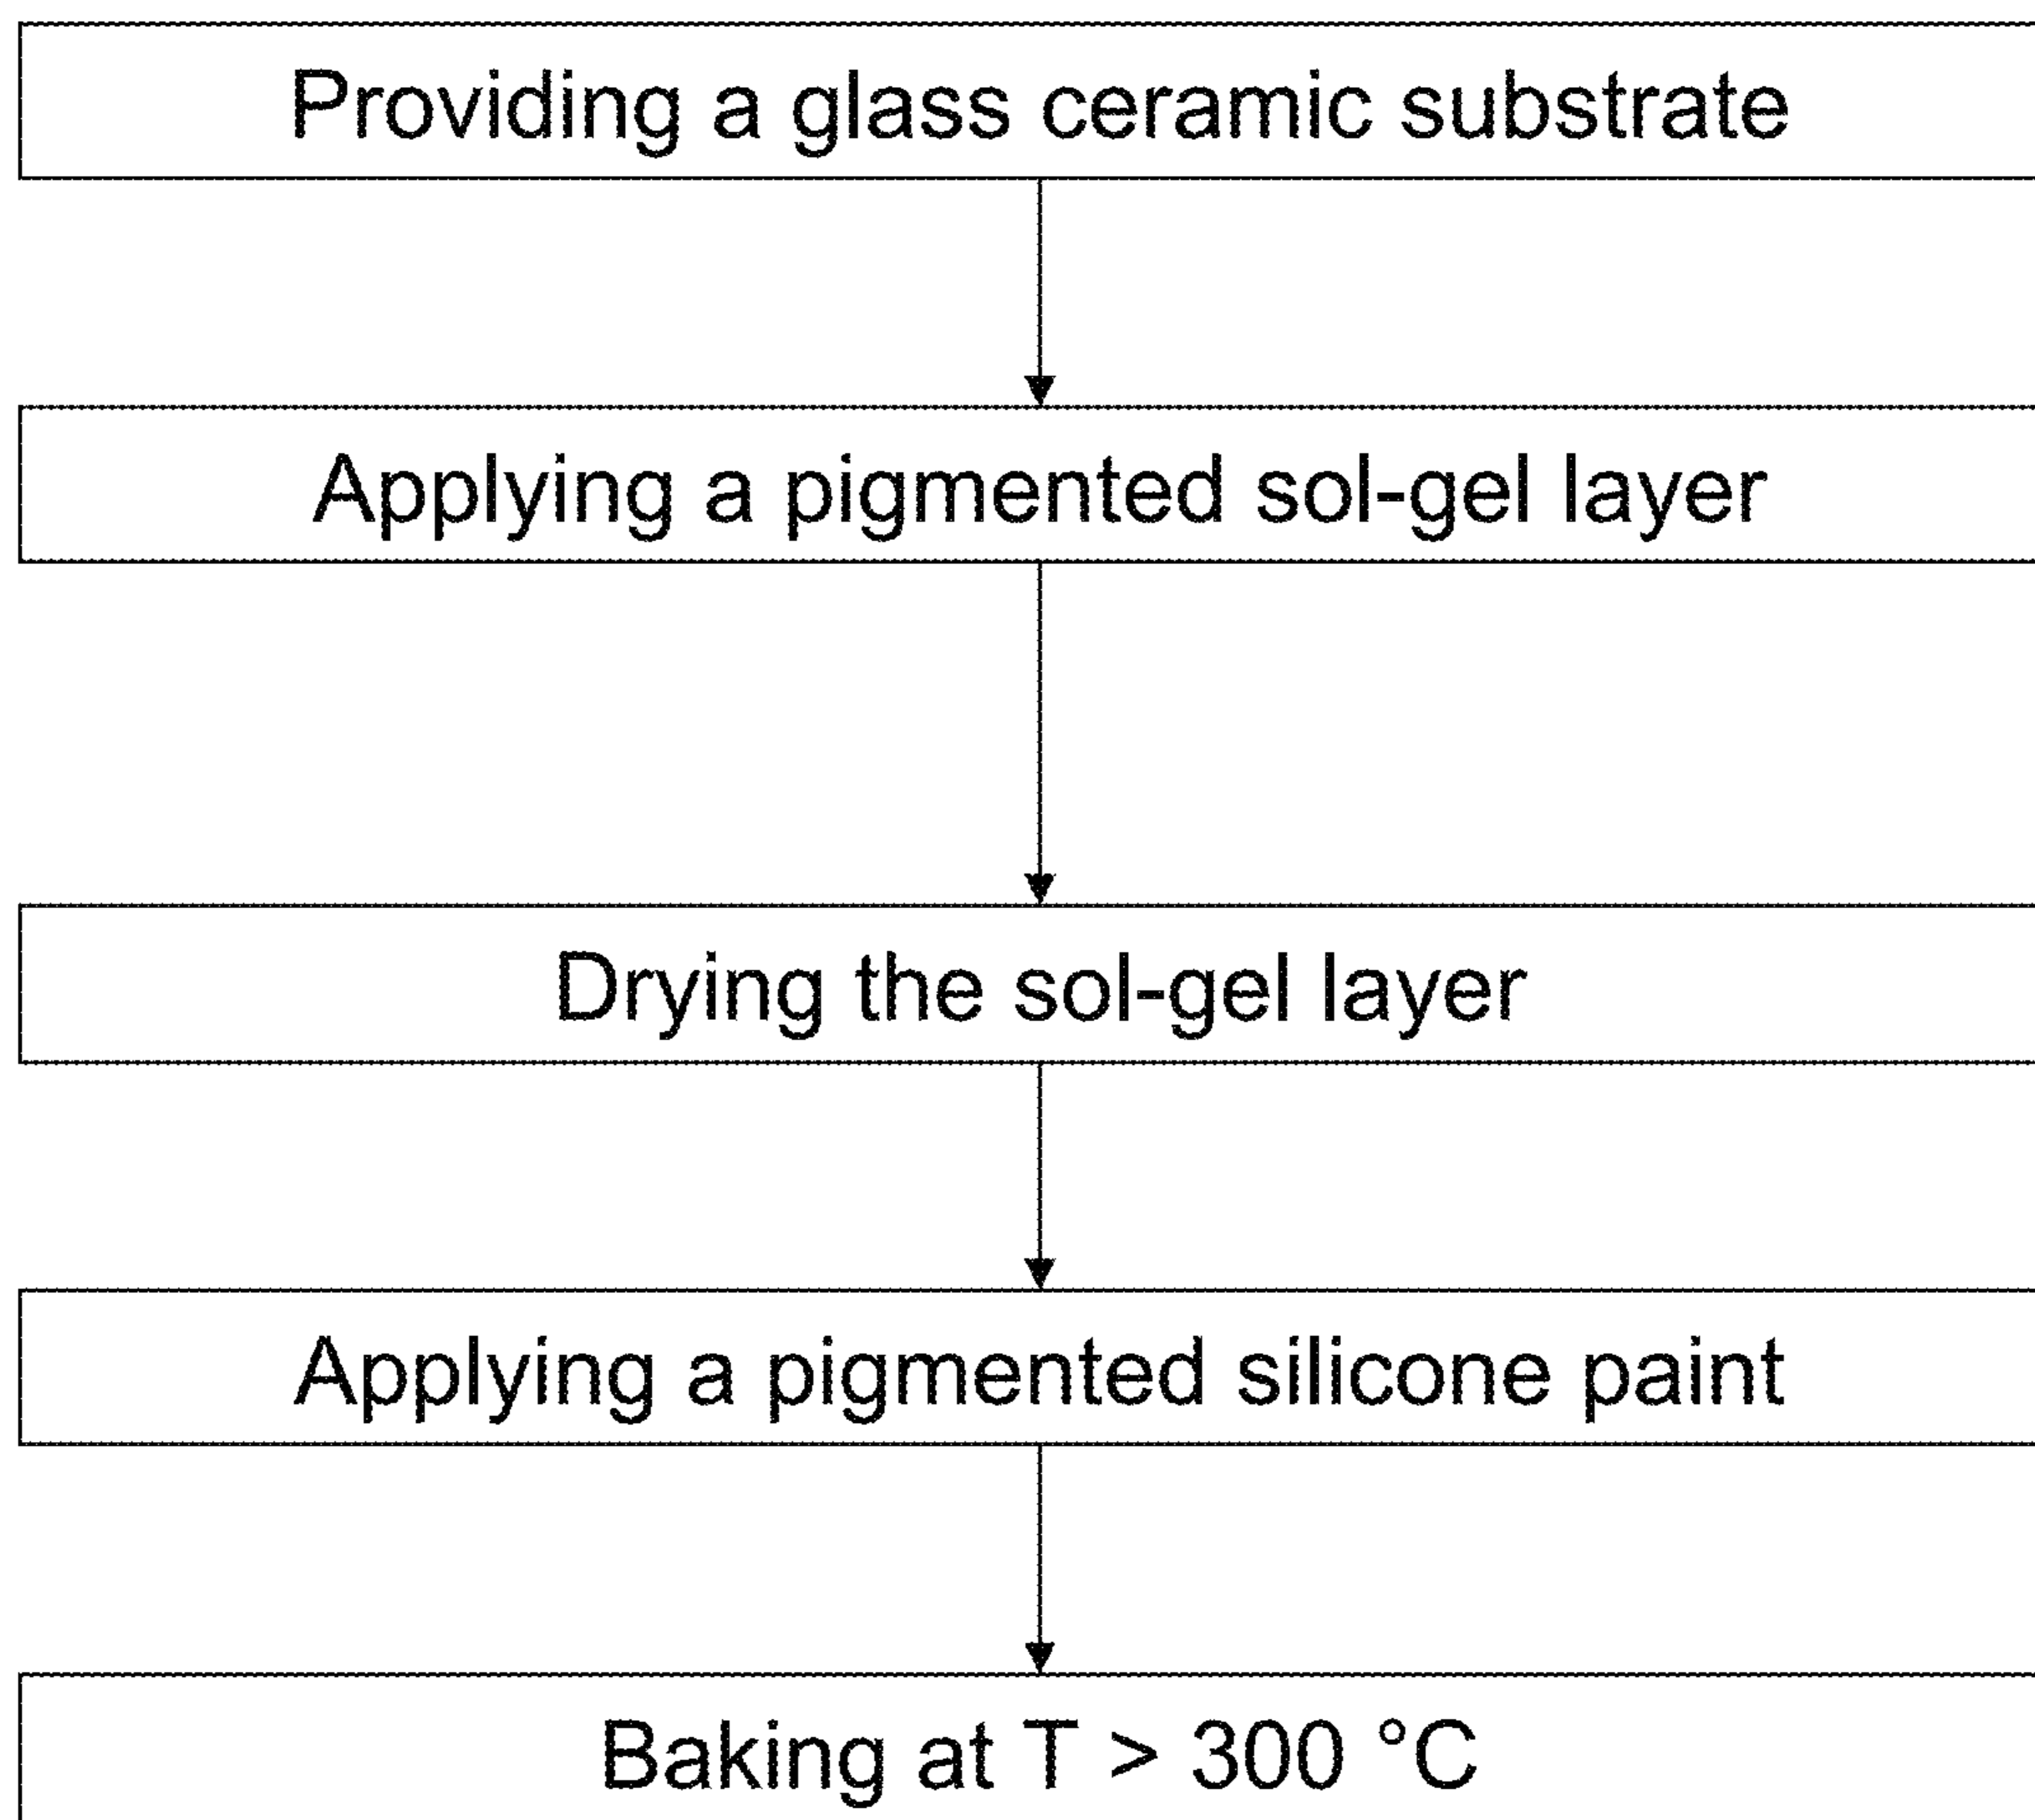 Providing a glass ceramic substrate
Applying a pigmented sol-gel layer
Drying the sol-gel layer
Applying a pigmented silicone paint
Baking at T > 300 °C